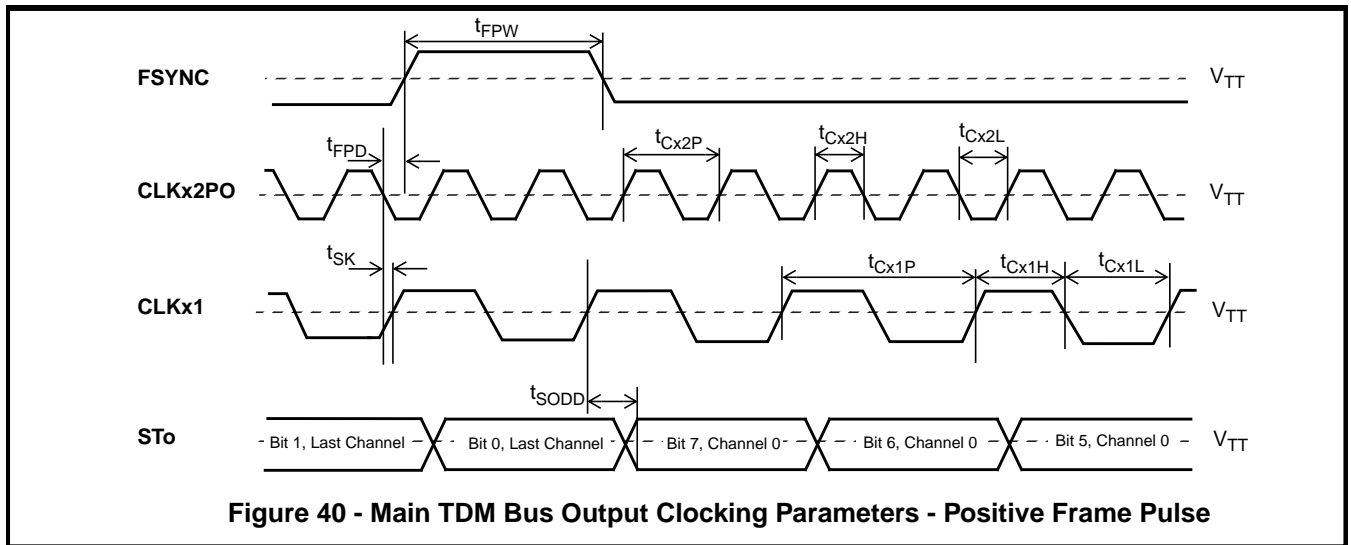 tFPW
FSYNC
VTT
tFPD
tCx2P
tCx2H
tCx2L
CLKx2PO
VTT
tSK
tCx1P
tCx1H
tCx1L
CLKx1
VTT
tSODD
STo
Bit 1, Last Channel
Bit 0, Last Channel
Bit 7, Channel 0
Bit 6, Channel 0
Bit 5, Channel 0
VTT
Figure 40 - Main TDM Bus Output Clocking Parameters - Positive Frame Pulse